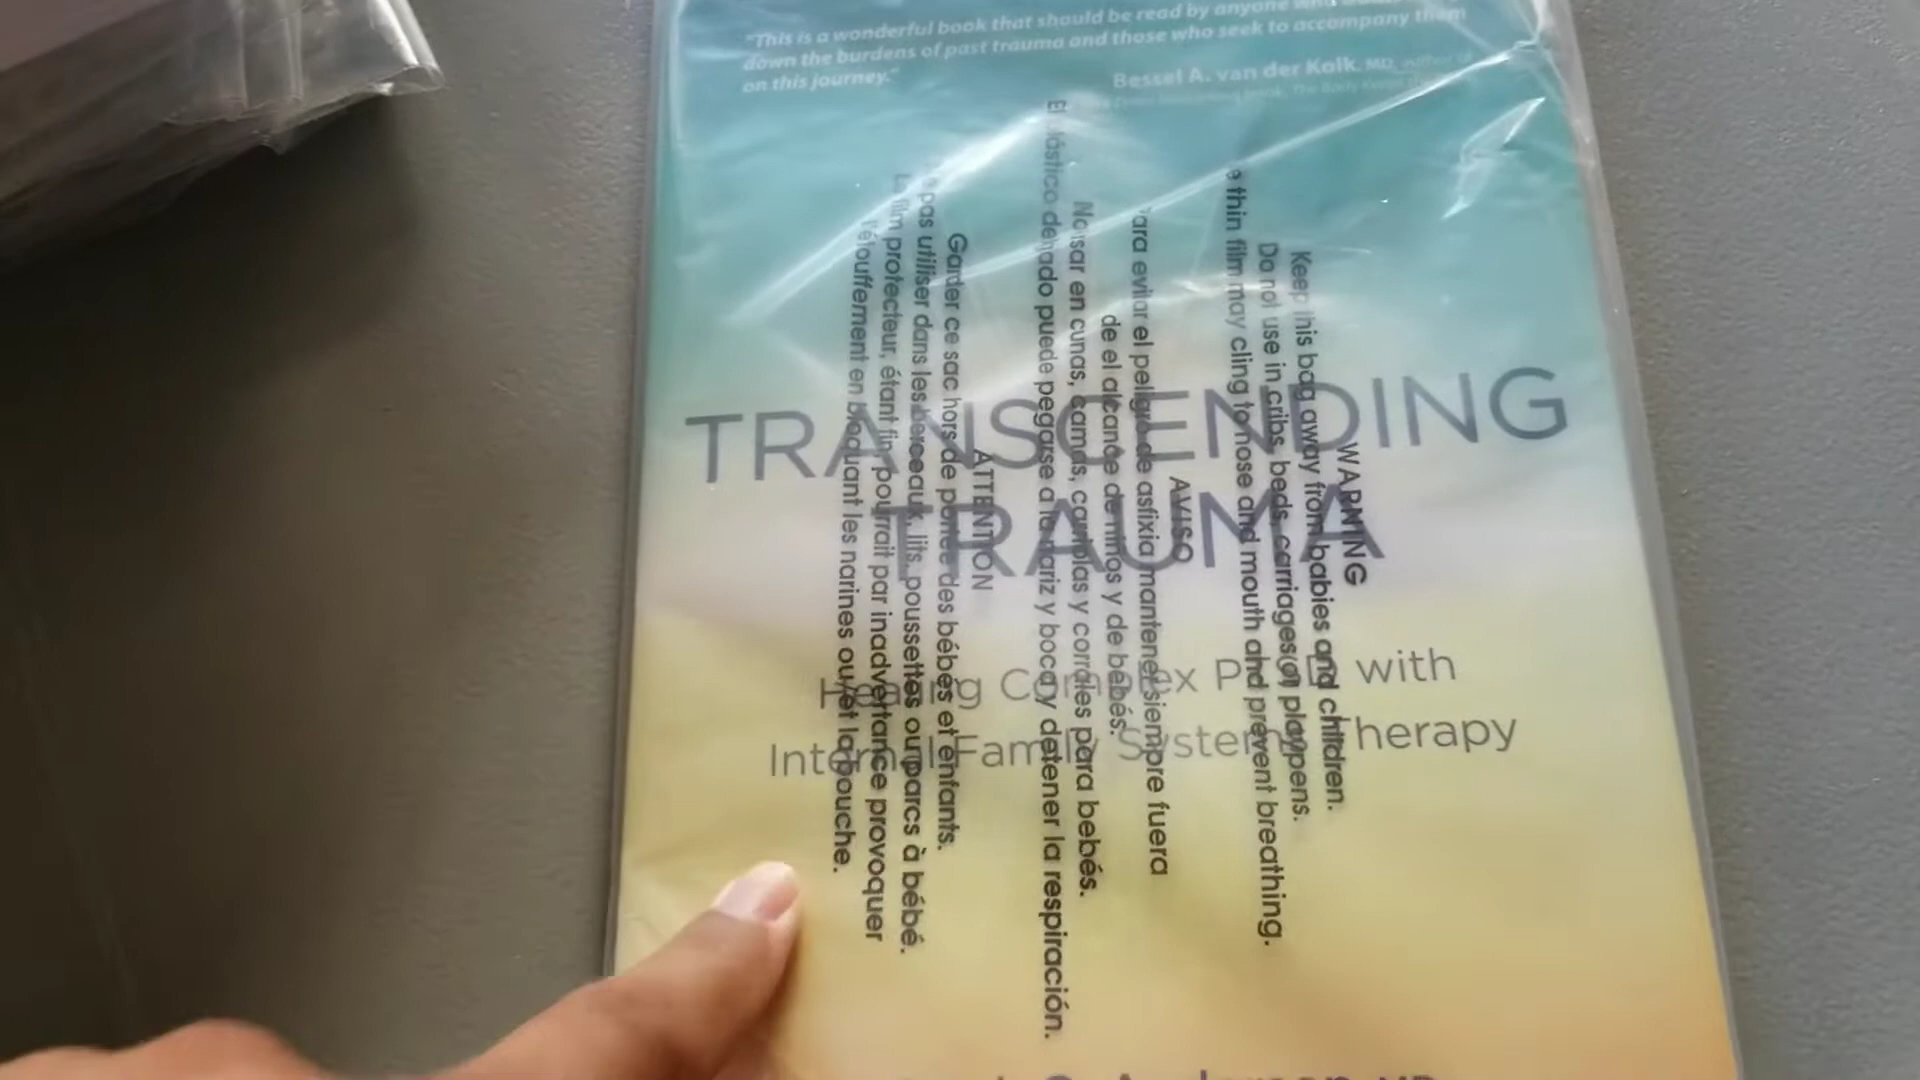 "This is a wonderful book that should be read by anyone
down the burdens of past trauma and those who seek to accompany them
on this journey."
Bessel A. van der Kolk, MD,
TRANSCENDING
TRAUMA
with
Therapy
WARNING
Keep this bag away from babies and children.
Do not use in cribs, beds, carriages or playpens.
thin film may cling to nose and mouth and prevent breathing.
AVISO
Para evitar el peligro de asfixia mantener siempre fuera
de el alcance de niños y de bebés.
No usar en cunas, camas, carriolas y corrales para bebés.
El plástico delgado puede pegarse a la nariz y boca y detener la respiración.
ATTENTION
Garder ce sac hors de portée des bébés et enfants.
pas utiliser dans les berceaux, lits, poussettes ou parcs à bébé.
Le film protecteur, étant fin, pourrait par inadvertance provoquer
l'étouffement en bloquant les narines ou/et la bouche.